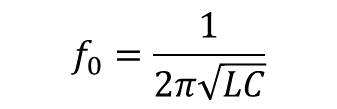 f₀ = 1 / (2π√(LC))